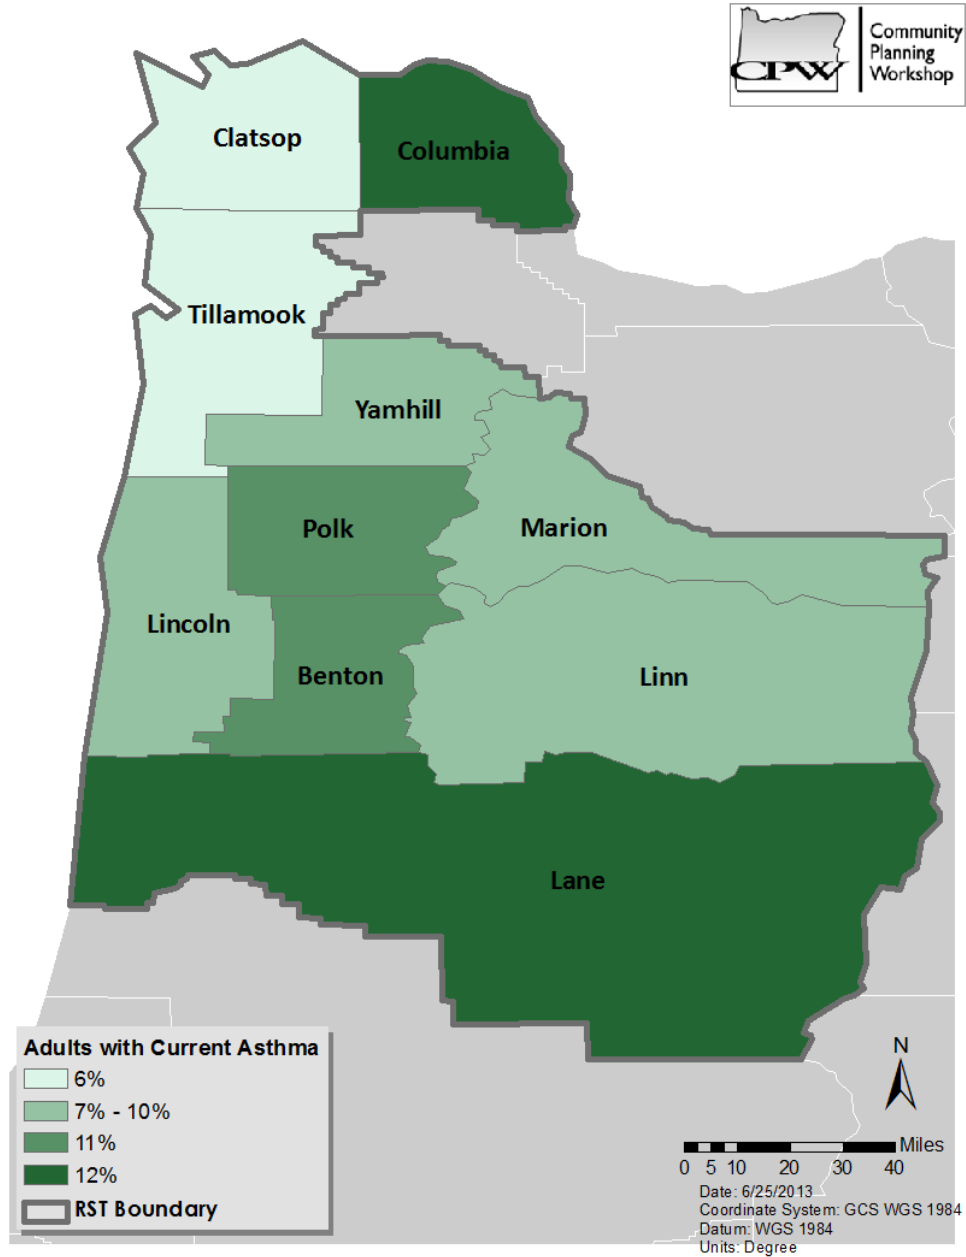 Community
Planning
Workshop
CPW
Clatsop
Columbia
Tillamook
Yamhill
Polk
Marion
Lincoln
Benton
Linn
Lane
Adults with Current Asthma
6%
7% - 10%
11%
12%
RST Boundary
N
Miles
0 5 10 20 30 40
Date: 6/25/2013
Coordinate System: GCS WGS 1984
Datum: WGS 1984
Units: Degree